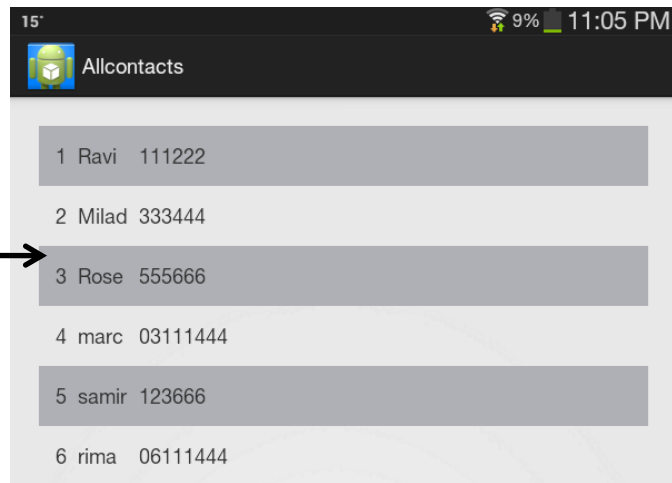 15° 9% 11:05 PM
Allcontacts
1 Ravi 111222
2 Milad 333444
3 Rose 555666
4 marc 03111444
5 samir 123666
6 rima 06111444